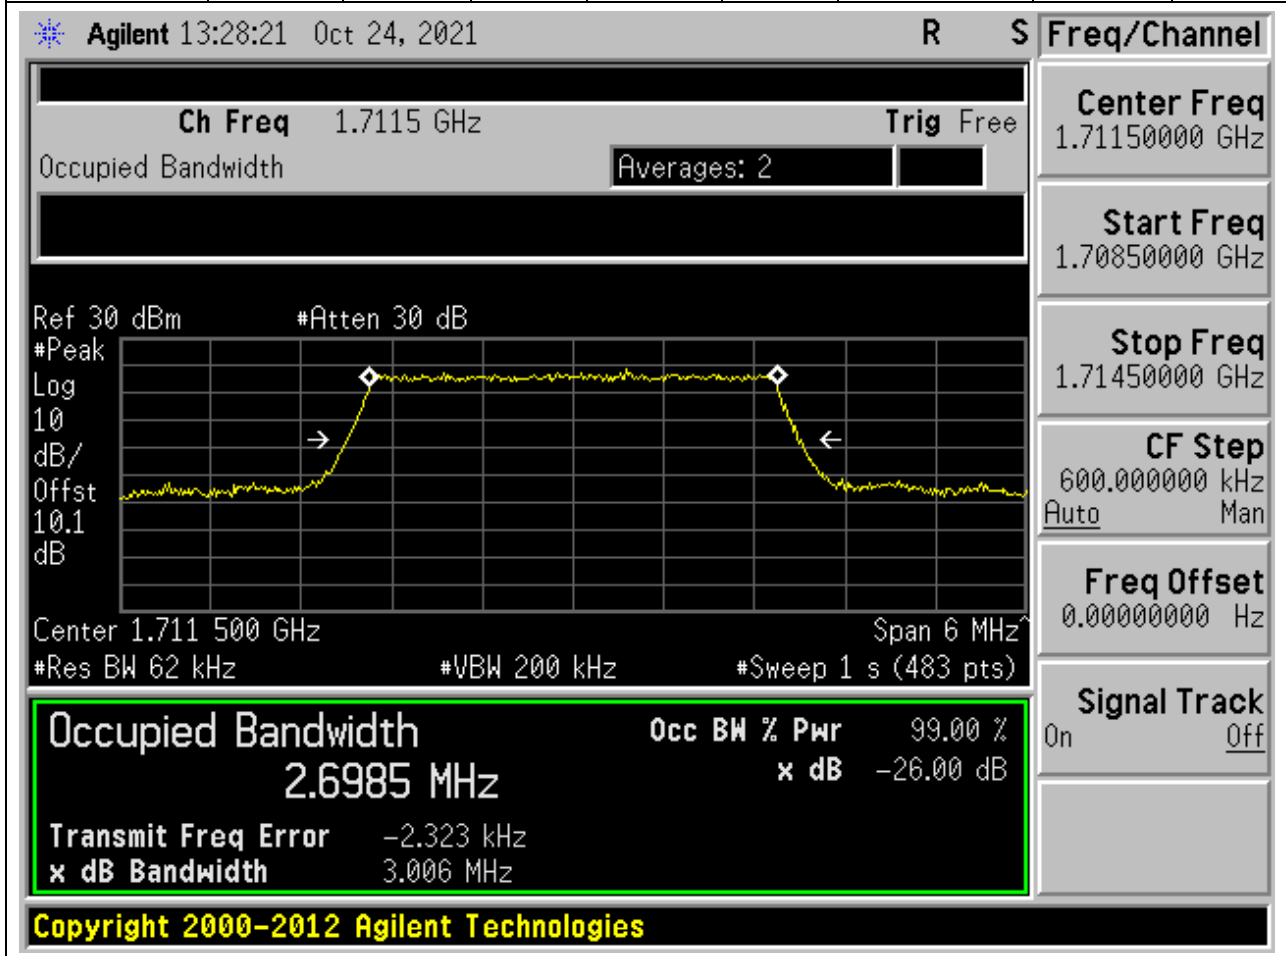 Agilent 13:28:21 Oct 24, 2021 R S
Freq/Channel
Ch Freq 1.7115 GHz Trig Free
Occupied Bandwidth Averages: 2
Center Freq
1.71150000 GHz
Start Freq
1.70850000 GHz
Stop Freq
1.71450000 GHz
CF Step
600.000000 kHz
Auto Man
Freq Offset
0.00000000 Hz
Signal Track
On Off
Ref 30 dBm #Atten 30 dB
#Peak
Log
10
dB/
Offst
10.1
dB
Center 1.711 500 GHz Span 6 MHz^
#Res BW 62 kHz #VBW 200 kHz #Sweep 1 s (483 pts)
Occupied Bandwidth Occ BW % Pwr 99.00 %
2.6985 MHz x dB -26.00 dB
Transmit Freq Error -2.323 kHz
x dB Bandwidth 3.006 MHz
Copyright 2000-2012 Agilent Technologies